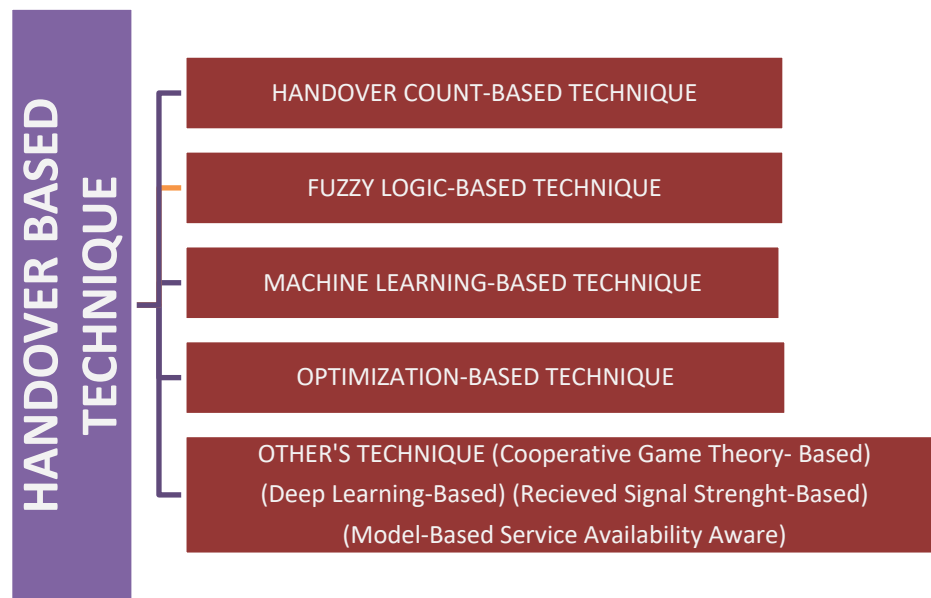 HANDOVER BASED
TECHNIQUE
HANDOVER COUNT-BASED TECHNIQUE
FUZZY LOGIC-BASED TECHNIQUE
MACHINE LEARNING-BASED TECHNIQUE
OPTIMIZATION-BASED TECHNIQUE
OTHER'S TECHNIQUE (Cooperative Game Theory- Based)
(Deep Learning-Based) (Recieved Signal Strenght-Based)
(Model-Based Service Availability Aware)